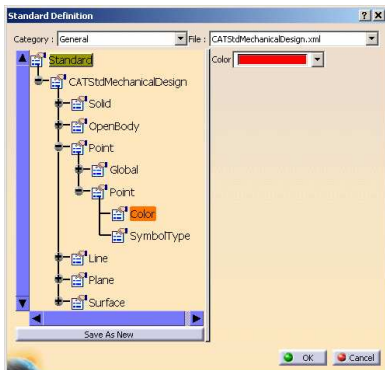 Standard Definition
Category : General File : CATStdMechanicalDesign.xml
Standard
Color
CATStdMechanicalDesign
Solid
OpenBody
Point
Global
Point
Color
SymbolType
Line
Plane
Surface
Save As New
OK Cancel